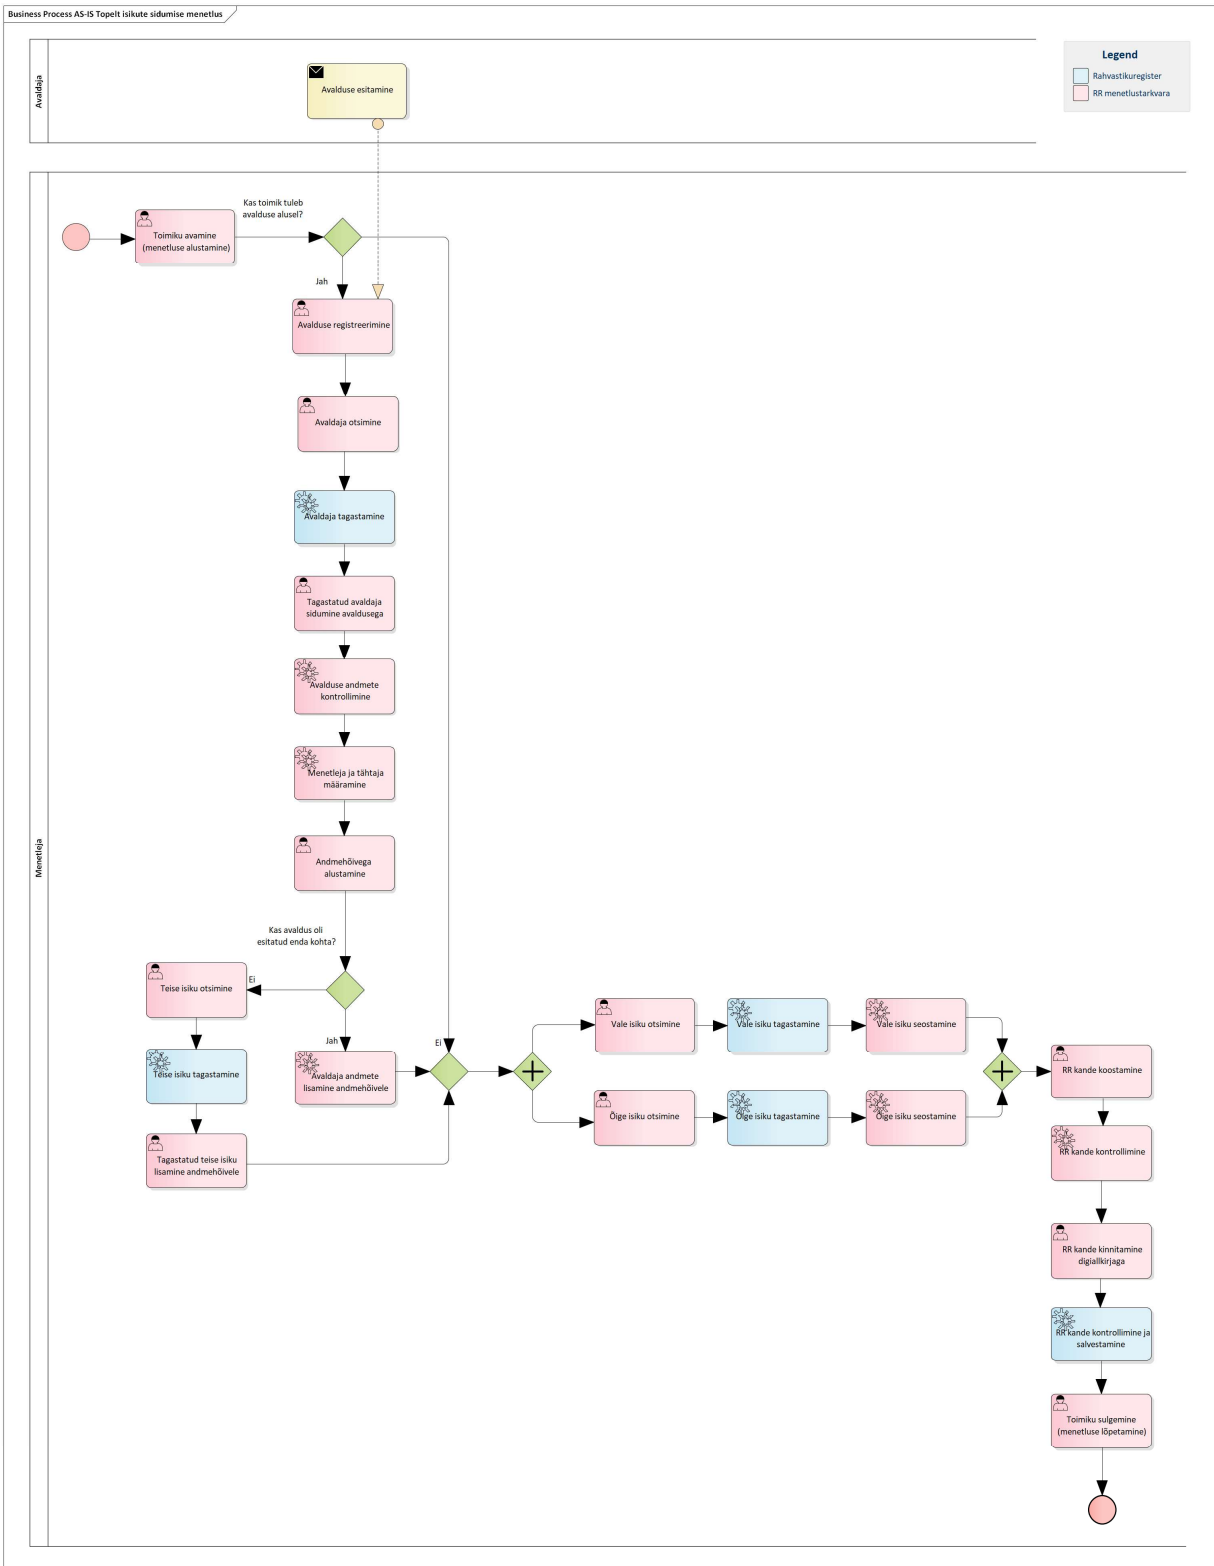 Business Process AS-IS Topelt isikute sidumise menetlus
Legend
Rahvastikuregister
RR menetlustarkvara
Avaldaja
Avalduse esitamine
Menetleja
Kas toimik tuleb
avalduse alusel?
Toimiku avamine
(menetluse alustamine)
Jah
Avalduse registreerimine
Avaldaja otsimine
Avaldaja tagastamine
Tagastatud avaldaja
sidumine avaldusega
Avalduse andmete
kontrollimine
Menetleja ja tähtaja
määramine
Andmehõivega
alustamine
Kas avaldus oli
esitatud enda kohta?
Ei
Teise isiku otsimine
Teise isiku tagastamine
Tagastatud teise isiku
lisamine andmehõivele
Jah
Avaldaja andmete
lisamine andmehõivele
Ei
Vale isiku otsimine
Vale isiku tagastamine
Vale isiku seostamine
Õige isiku otsimine
Õige isiku tagastamine
Õige isiku seostamine
RR kande koostamine
RR kande kontrollimine
RR kande kinnitamine
digiallkirjaga
RR kande kontrollimine ja
salvestamine
Toimiku sulgemine
(menetluse lõpetamine)